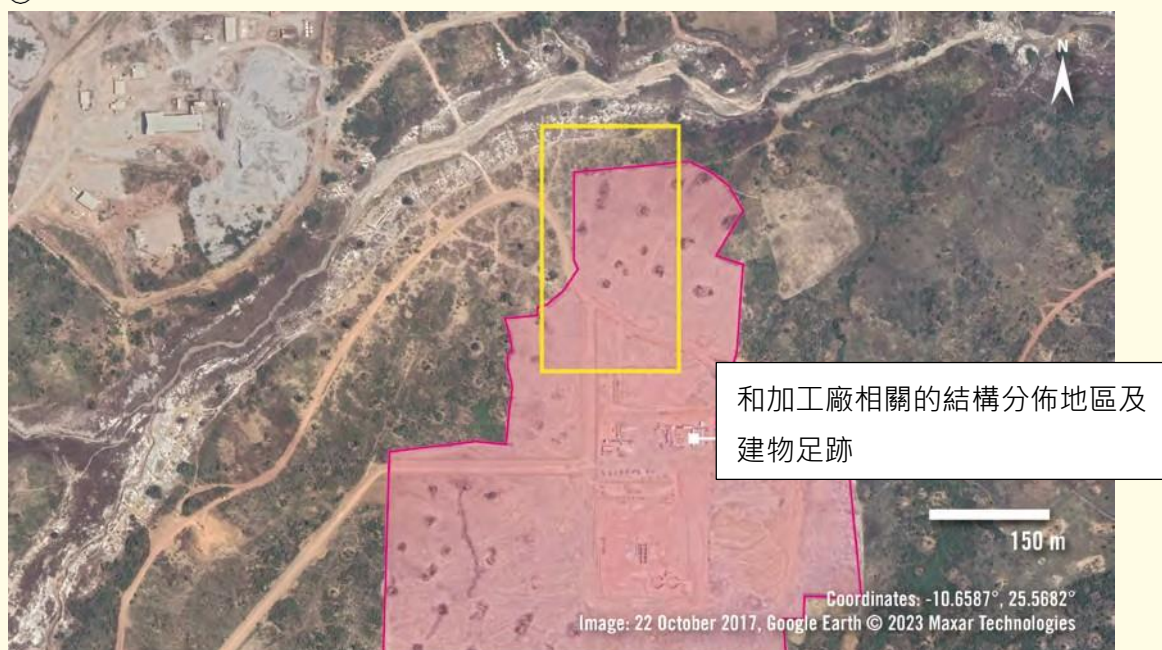 N
和加工廠相關的結構分佈地區及
建物足跡
150 m
Coordinates: -10.6587°, 25.5682°
Image: 22 October 2017, Google Earth © 2023 Maxar Technologies